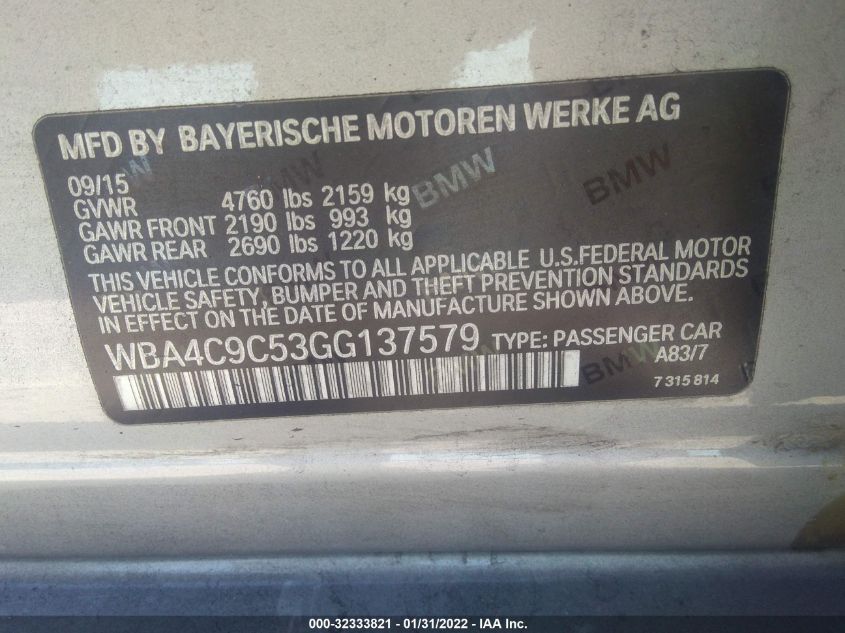 MFD BY BAYERISCHE MOTOREN WERKE AG
09/15
GVWR 4760 lbs 2159 kg
GAWR FRONT 2190 lbs 993 kg
GAWR REAR 2690 lbs 1220 kg
THIS VEHICLE CONFORMS TO ALL APPLICABLE U.S.FEDERAL MOTOR
VEHICLE SAFETY, BUMPER AND THEFT PREVENTION STANDARDS
IN EFFECT ON THE DATE OF MANUFACTURE SHOWN ABOVE.
WBA4C9C53GG137579 TYPE: PASSENGER CAR
A83/7
7 315 814
BMW
BMW
BMW
000-32333821 / 01/31/2022 - IAA Inc.